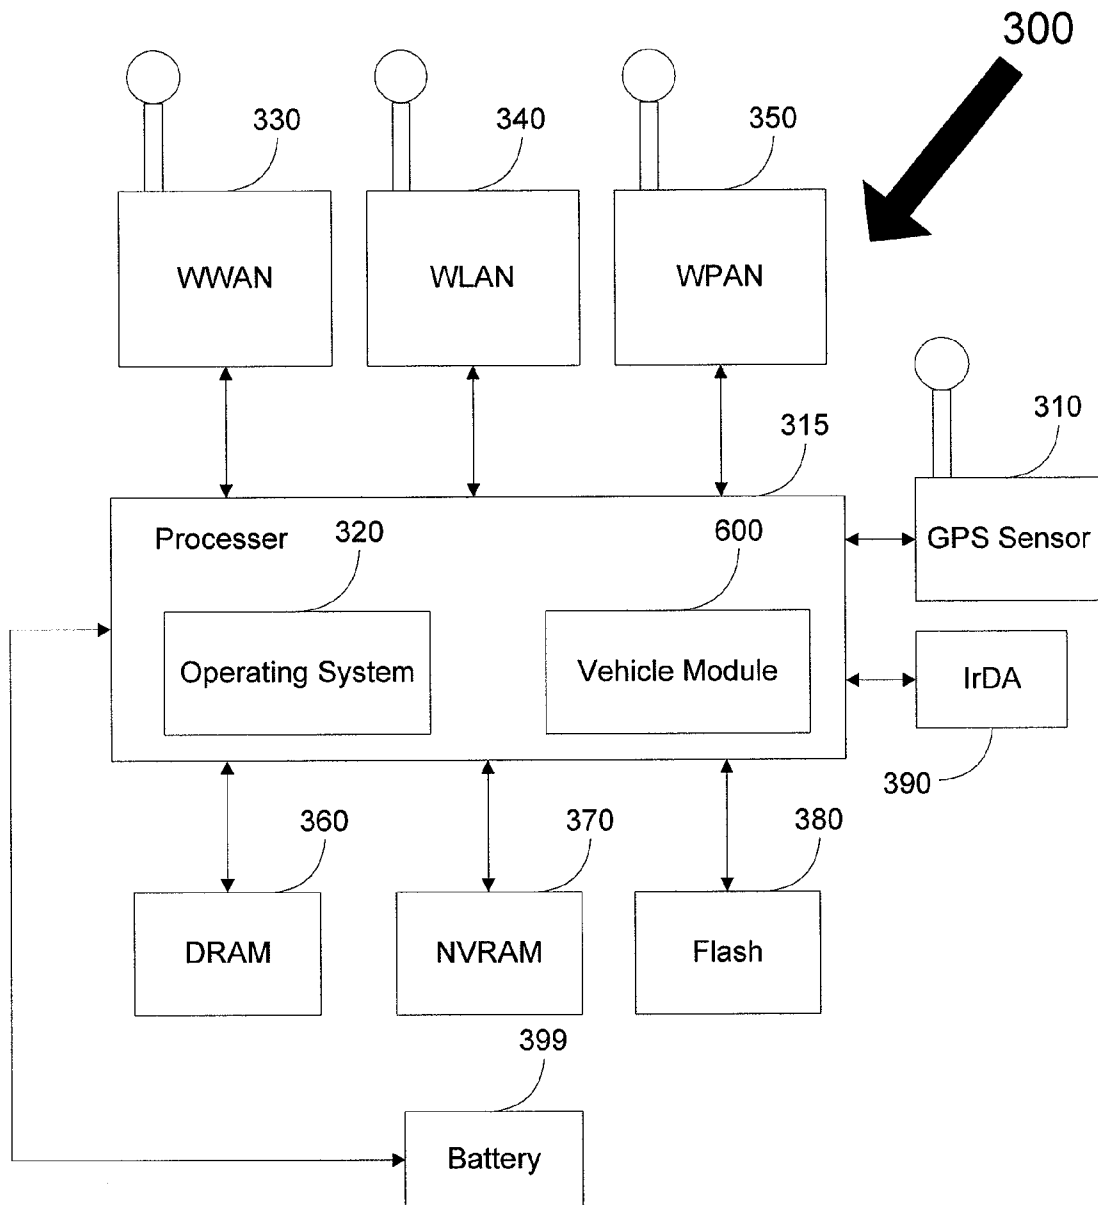 300
330
340
350
WWAN
WLAN
WPAN
315
310
Processer
320
600
GPS Sensor
Operating System
Vehicle Module
IrDA
390
360
370
380
DRAM
NVRAM
Flash
399
Battery